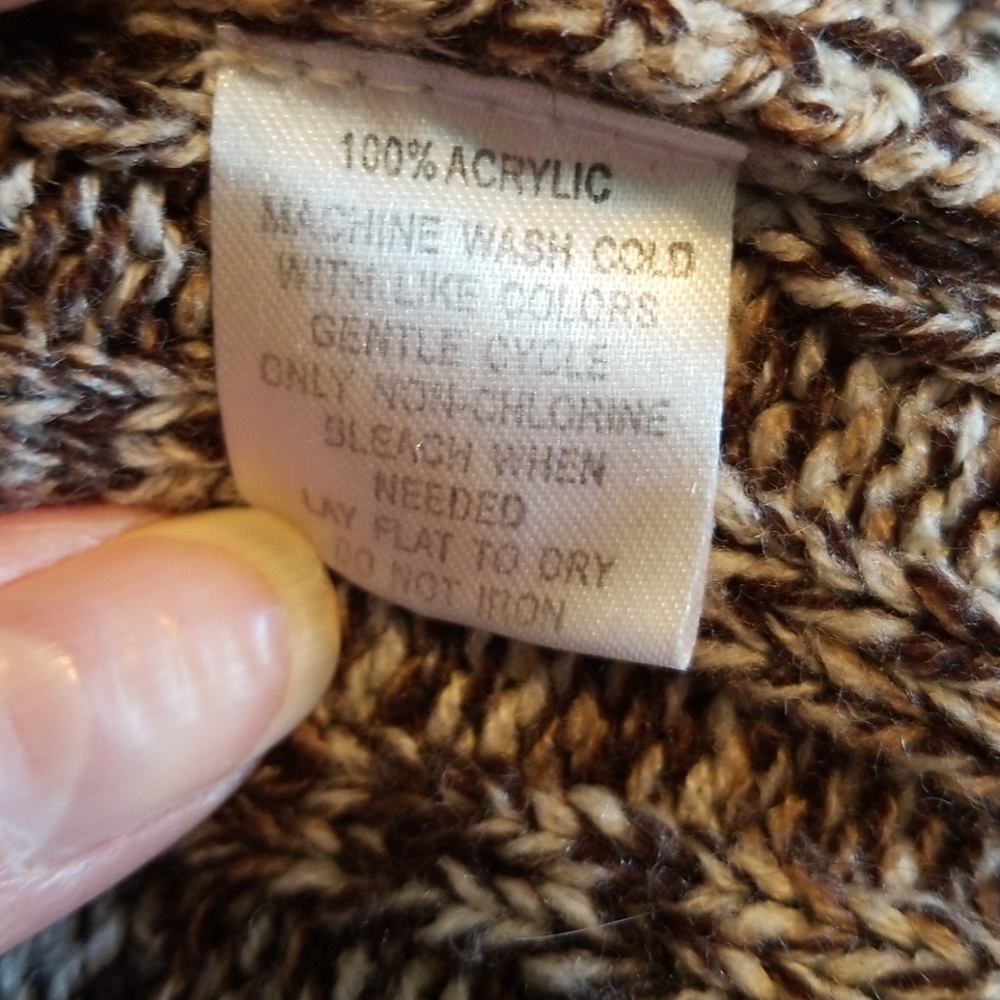 100% ACRYLIC
MACHINE WASH COLD
WITH LIKE COLORS
GENTLE CYCLE
ONLY NON-CHLORINE
BLEACH WHEN
NEEDED
LAY FLAT TO DRY
DO NOT IRON